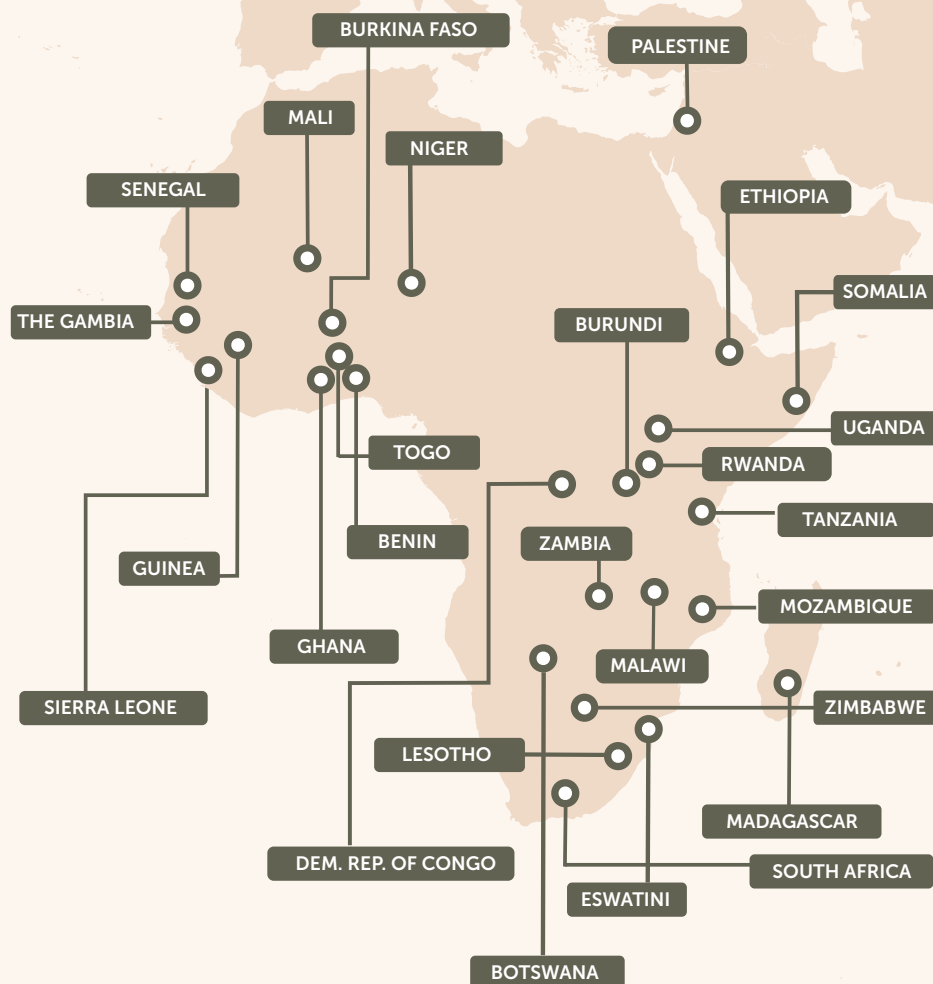 BURKINA FASO
PALESTINE
MALI
NIGER
SENEGAL
ETHIOPIA
SOMALIA
THE GAMBIA
BURUNDI
UGANDA
TOGO
RWANDA
TANZANIA
BENIN
ZAMBIA
GUINEA
MOZAMBIQUE
GHANA
MALAWI
SIERRA LEONE
ZIMBABWE
LESOTHO
MADAGASCAR
DEM. REP. OF CONGO
SOUTH AFRICA
ESWATINI
BOTSWANA